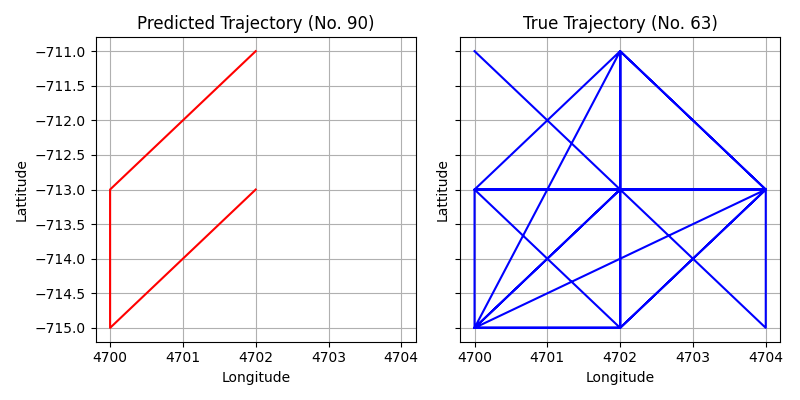 Predicted Trajectory (No. 90)
True Trajectory (No. 63)
−711.0
−711.5
−712.0
−712.5
−713.0
−713.5
−714.0
−714.5
−715.0
Lattitude
Lattitude
4700 4701 4702 4703 4704
4700 4701 4702 4703 4704
Longitude
Longitude